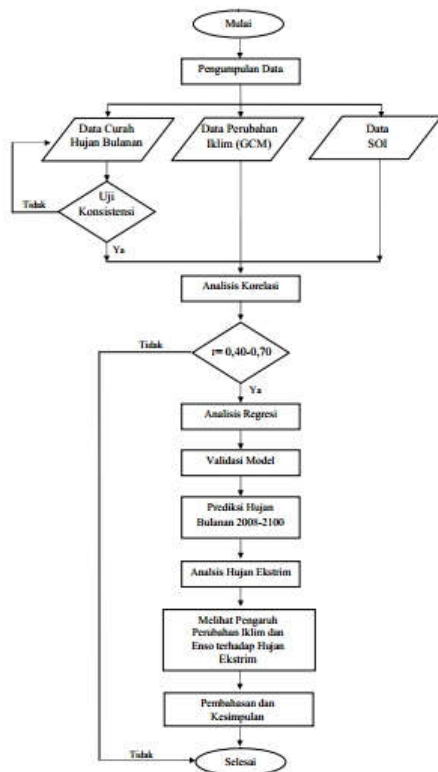 Mulai
Pengumpulan Data
Data Curah
Hujan Bulanan
Data Perubahan
Iklim (GCM)
Data
SOI
Uji
Konsistensi
Tidak
Ya
Analisis Korelasi
r= 0,40-0,70
Tidak
Ya
Analisis Regresi
Validasi Model
Prediksi Hujan
Bulanan 2008-2100
Analsis Hujan Ekstrim
Melihat Pengaruh
Perubahan Iklim dan
Enso terhadap Hujan
Ekstrim
Pembahasan dan
Kesimpulan
Tidak
Selesai